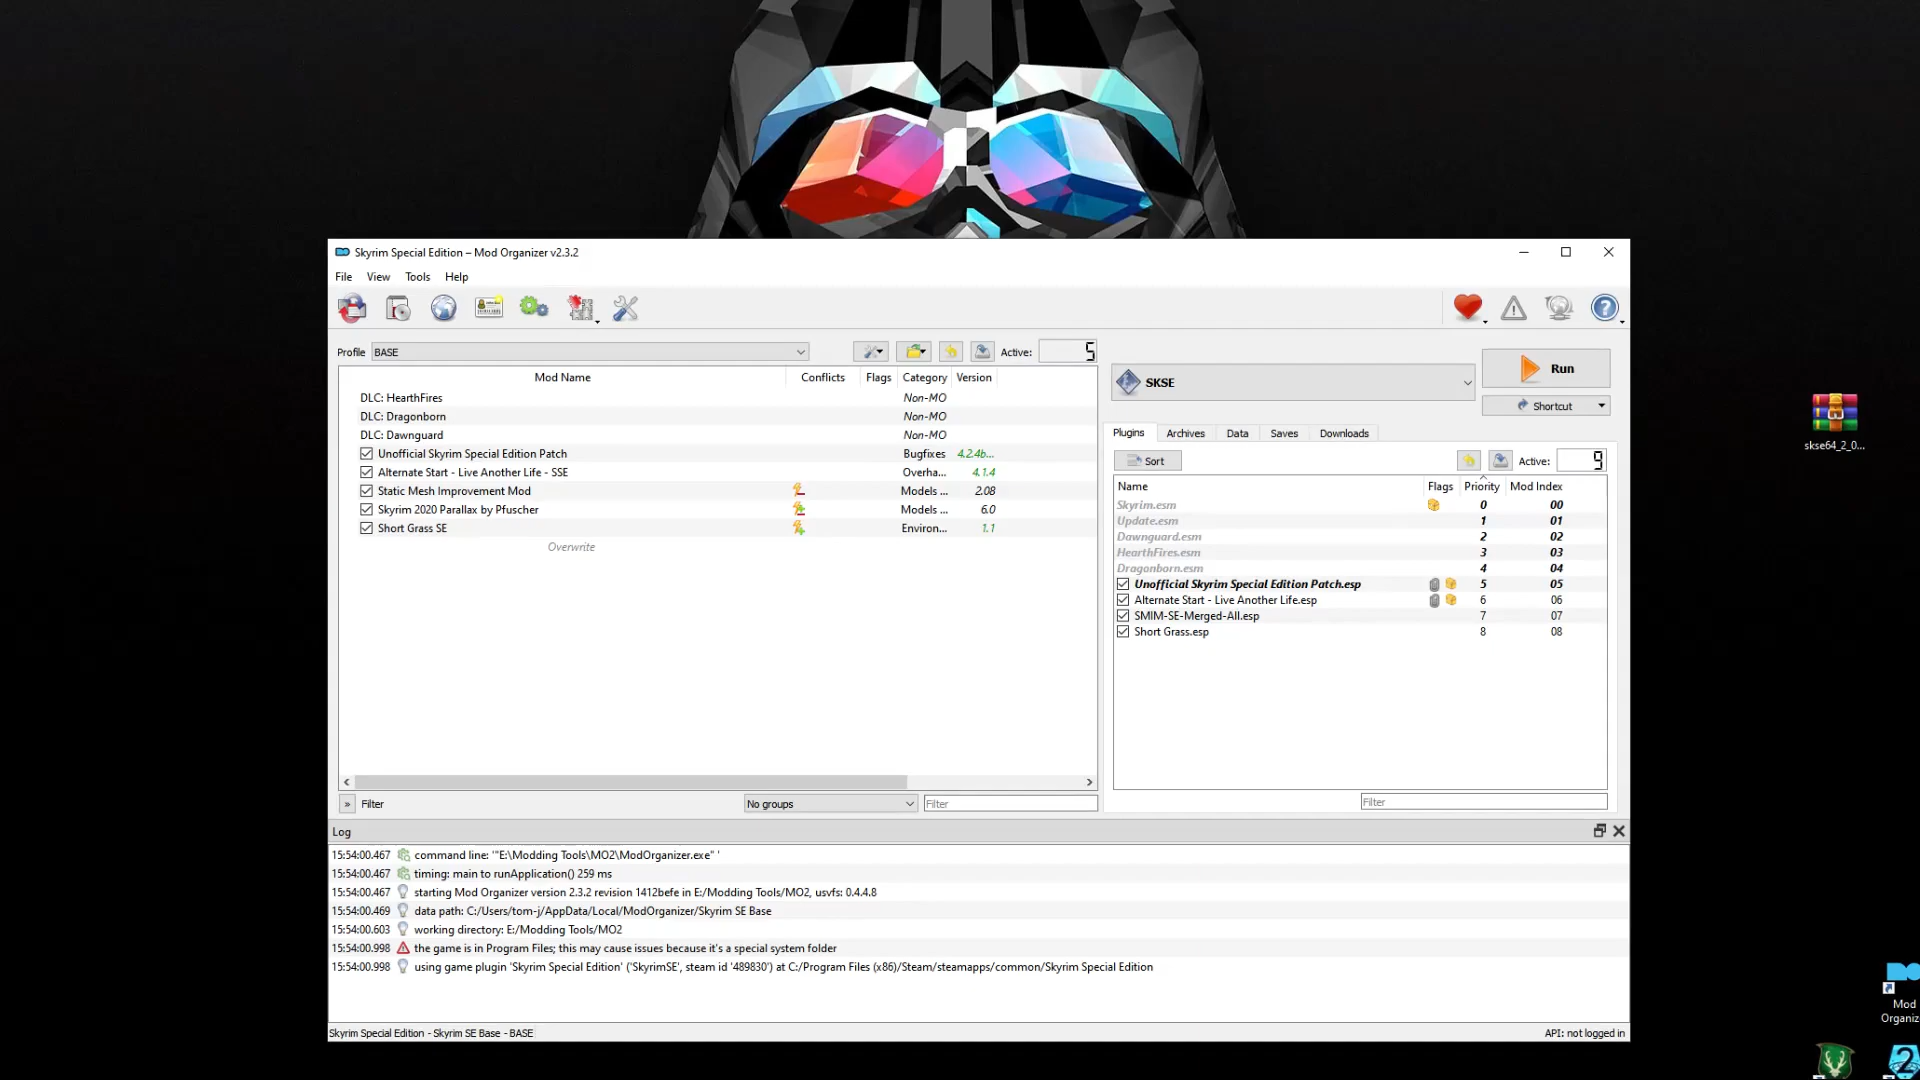 Skyrim Special Edition – Mod Organizer v2.3.2
File View Tools Help
Profile BASE Active: 5
Mod Name Conflicts Flags Category Version
DLC: HearthFires Non-MO
DLC: Dragonborn Non-MO
DLC: Dawnguard Non-MO
Unofficial Skyrim Special Edition Patch Bugfixes 4.2.4b...
Alternate Start - Live Another Life - SSE Overha... 4.1.4
Static Mesh Improvement Mod Models ... 2.08
Skyrim 2020 Parallax by Pfuscher Models ... 6.0
Short Grass SE Environ... 1.1
Overwrite
» Filter No groups Filter
SKSE
Run
Shortcut
Plugins Archives Data Saves Downloads
Sort Active: 9
Name Flags Priority Mod Index
Skyrim.esm 0 00
Update.esm 1 01
Dawnguard.esm 2 02
HearthFires.esm 3 03
Dragonborn.esm 4 04
Unofficial Skyrim Special Edition Patch.esp 5 05
Alternate Start - Live Another Life.esp 6 06
SMIM-SE-Merged-All.esp 7 07
Short Grass.esp 8 08
Filter
skse64_2_0...
Log
15:54:00.467 command line: '"E:\Modding Tools\MO2\ModOrganizer.exe" '
15:54:00.467 timing: main to runApplication() 259 ms
15:54:00.467 starting Mod Organizer version 2.3.2 revision 1412befe in E:/Modding Tools/MO2, usvfs: 0.4.4.8
15:54:00.469 data path: C:/Users/tom-j/AppData/Local/ModOrganizer/Skyrim SE Base
15:54:00.603 working directory: E:/Modding Tools/MO2
15:54:00.998 the game is in Program Files; this may cause issues because it's a special system folder
15:54:00.998 using game plugin 'Skyrim Special Edition' ('SkyrimSE', steam id '489830') at C:/Program Files (x86)/Steam/steamapps/common/Skyrim Special Edition
Skyrim Special Edition - Skyrim SE Base - BASE API: not logged in
Mod
Organiz
2